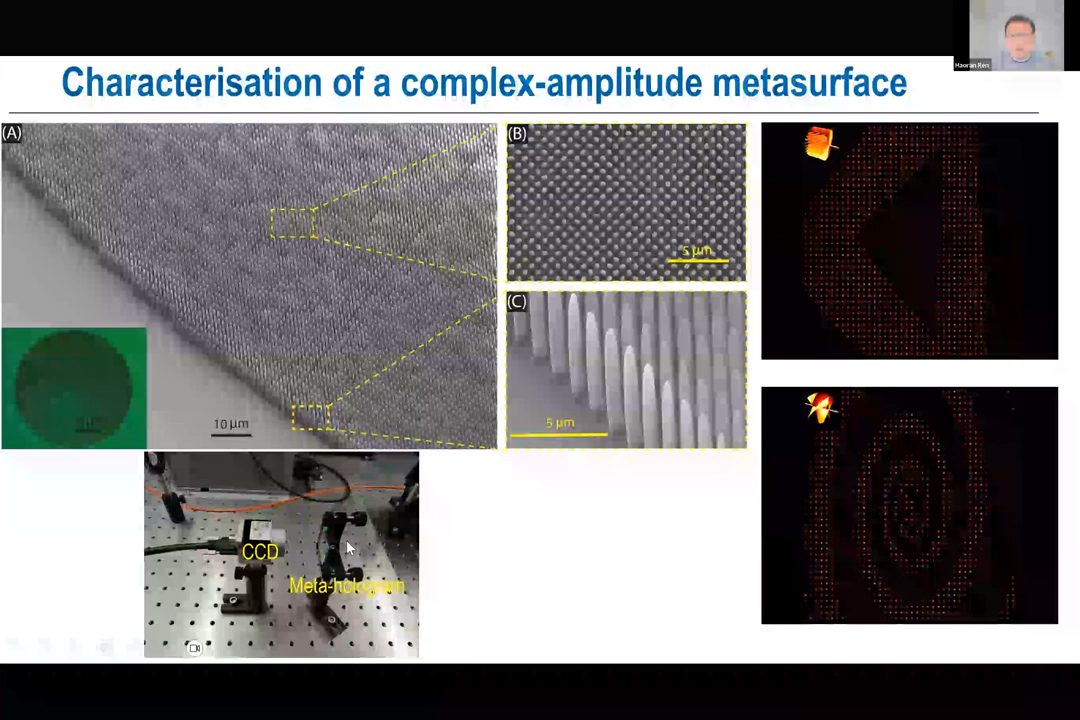 Haoran Ren
Characterisation of a complex-amplitude metasurface
(A)
(B)
5 µm
(C)
5 µm
10 µm
CCD
Meta-hologram